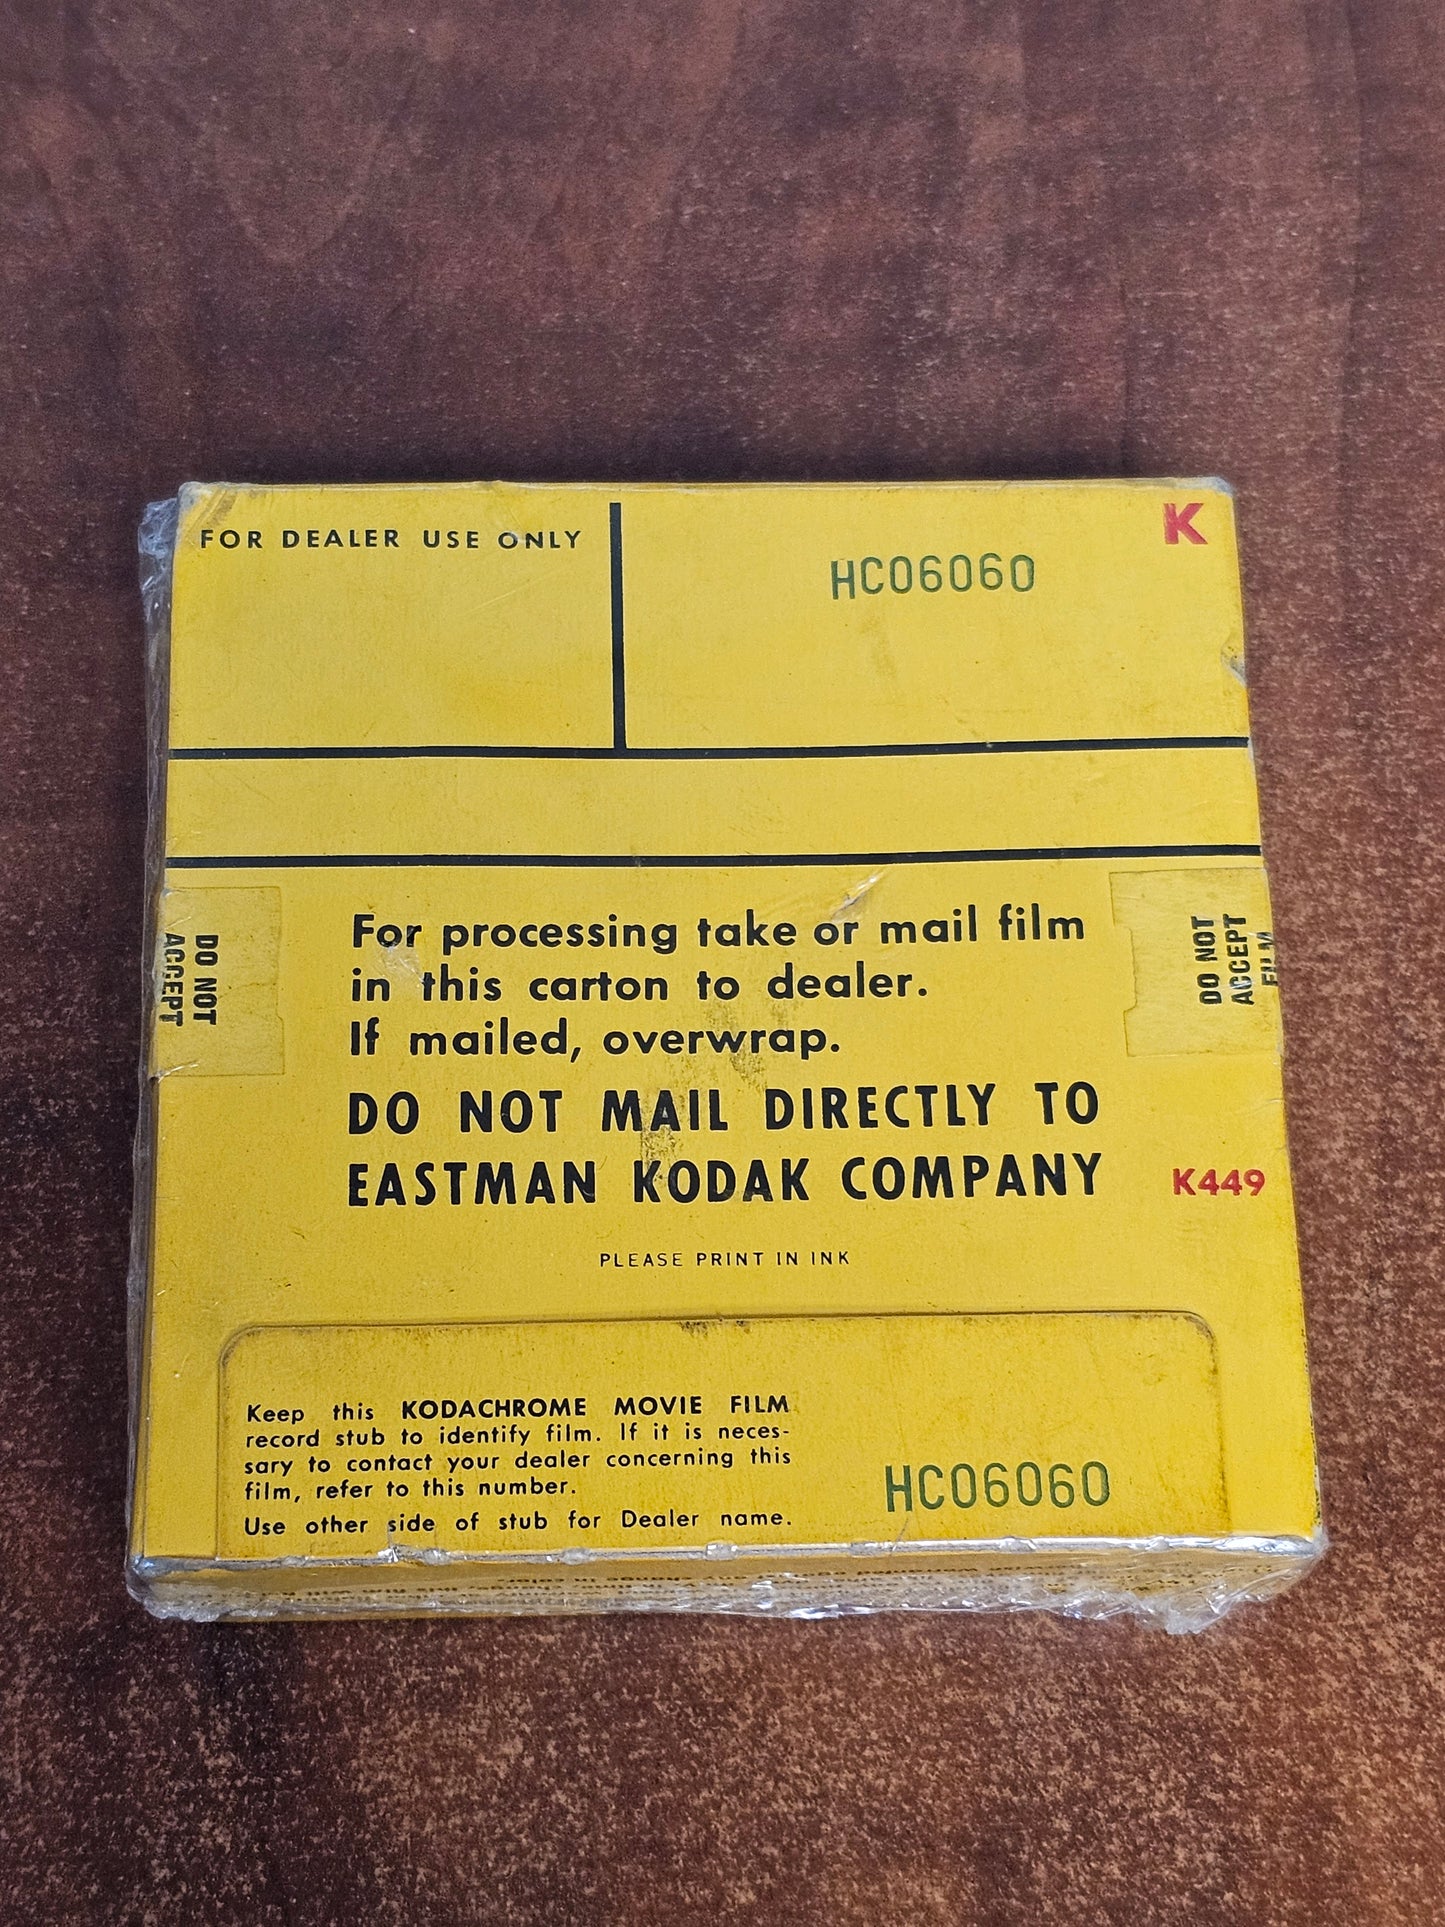 FOR DEALER USE ONLY
HC06060
K
DO NOT
ACCEPT
For processing take or mail film
in this carton to dealer.
If mailed, overwrap.
DO NOT
ACCEPT
FILM
DO NOT MAIL DIRECTLY TO
EASTMAN KODAK COMPANY
K449
PLEASE PRINT IN INK
Keep this KODACHROME MOVIE FILM
record stub to identify film. If it is neces-
sary to contact your dealer concerning this
film, refer to this number.
Use other side of stub for Dealer name.
HC06060